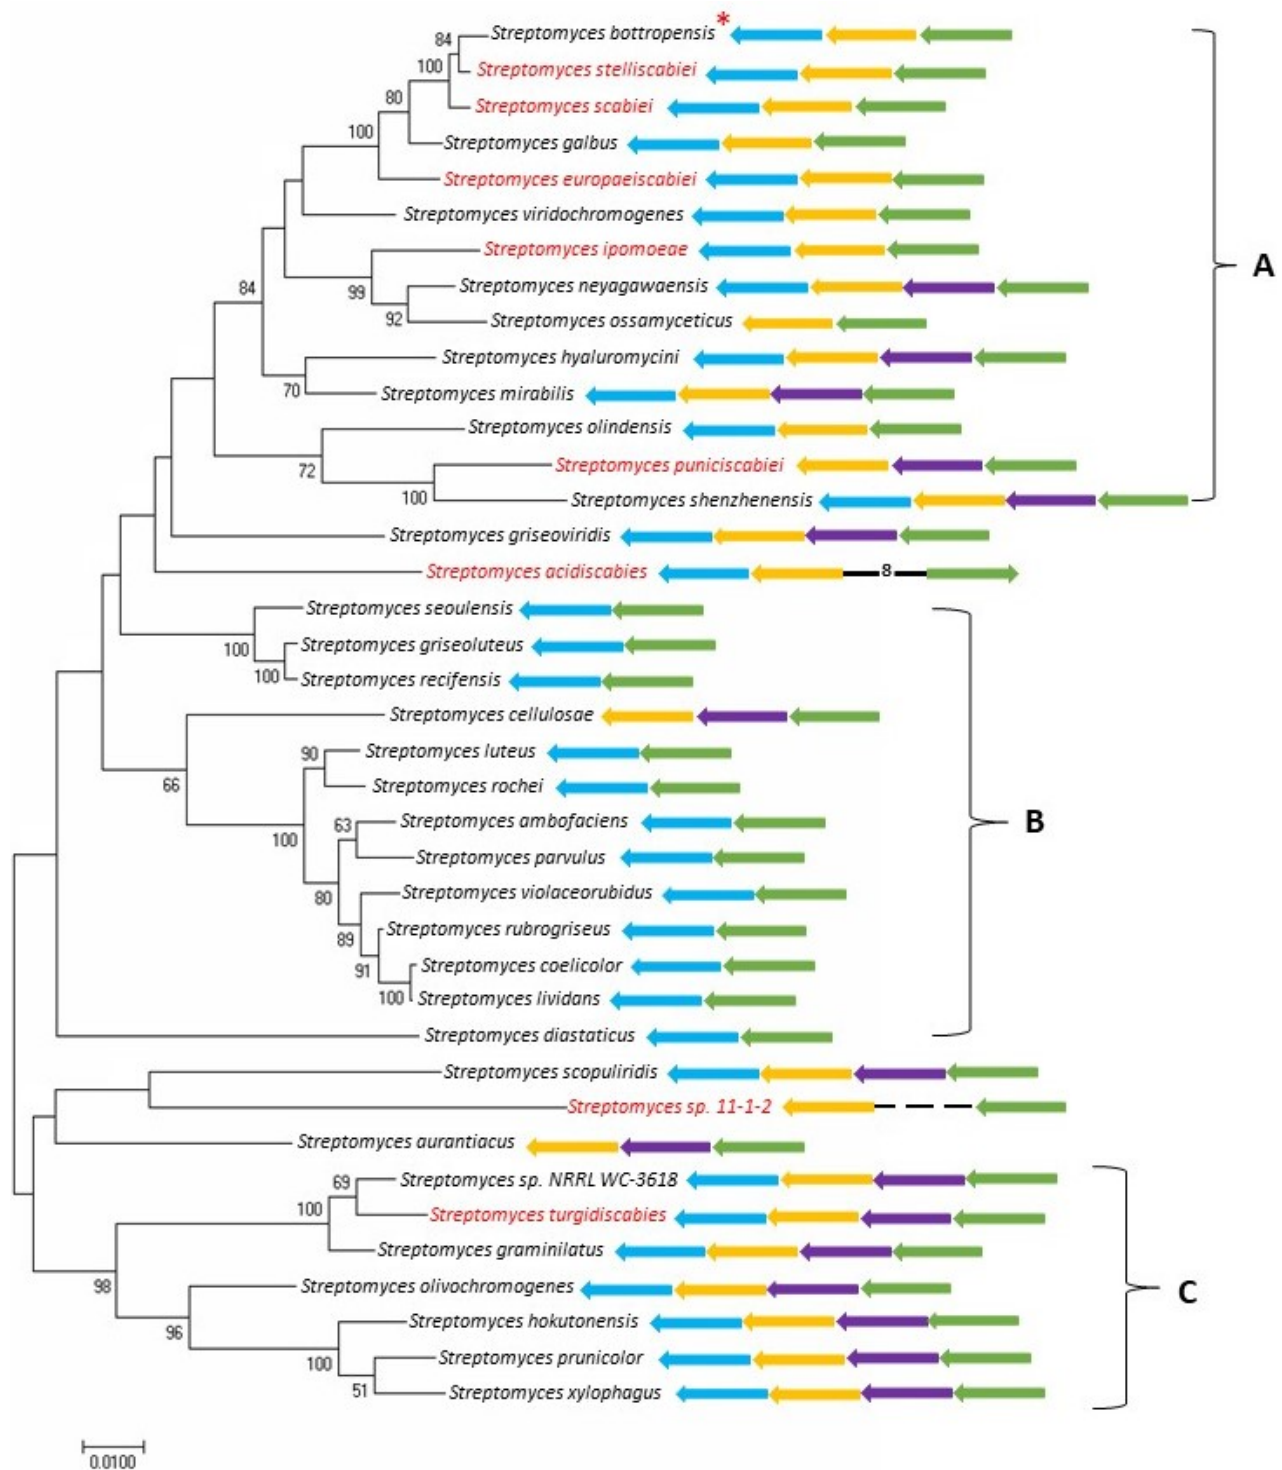 Streptomyces bottropensis *
84
Streptomyces stelliscabiei
100
80
Streptomyces scabiei
100
Streptomyces galbus
Streptomyces europaeiscabiei
Streptomyces viridochromogenes
Streptomyces ipomoeae
A
84
99
Streptomyces neyagawaensis
92
Streptomyces ossamyceticus
Streptomyces hyaluromycini
70
Streptomyces mirabilis
Streptomyces olindensis
72
Streptomyces puniciscabiei
100
Streptomyces shenzhenensis
Streptomyces griseoviridis
Streptomyces acidiscabies
8
Streptomyces seoulensis
100
Streptomyces griseoluteus
100
Streptomyces recifensis
Streptomyces cellulosae
90
Streptomyces luteus
66
Streptomyces rochei
63
Streptomyces ambofaciens
B
100
Streptomyces parvulus
80
Streptomyces violaceorubidus
89
Streptomyces rubrogriseus
91
Streptomyces coelicolor
100
Streptomyces lividans
Streptomyces diastaticus
Streptomyces scopuliridis
Streptomyces sp. 11-1-2
Streptomyces aurantiacus
69
Streptomyces sp. NRRL WC-3618
100
Streptomyces turgidiscabies
Streptomyces graminilatus
98
Streptomyces olivochromogenes
C
96
Streptomyces hokutonensis
100
Streptomyces prunicolor
51
Streptomyces xylophagus
0.0100